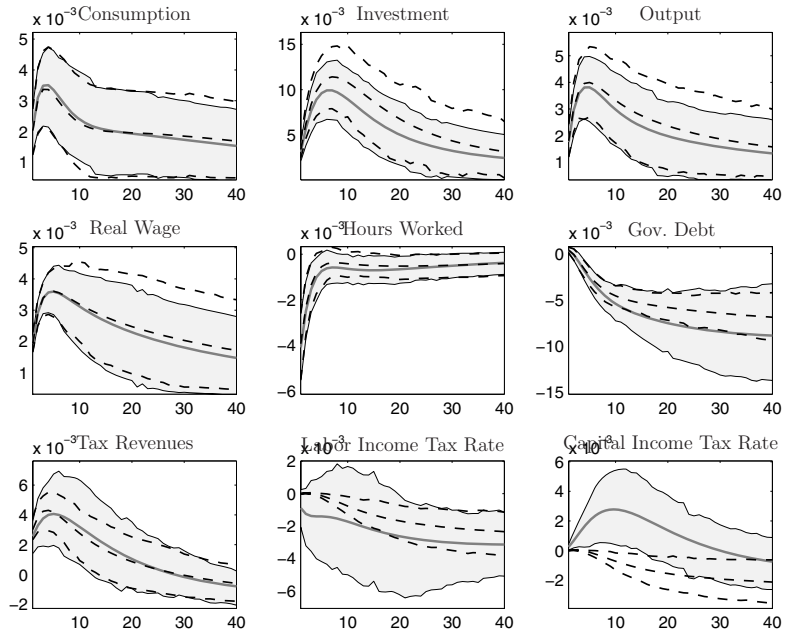 x 10⁻³ Consumption
x 10⁻³ Investment
x 10⁻³ Output
5
4
3
2
1
10 20 30 40
15
10
5
10 20 30 40
5
4
3
2
1
10 20 30 40
x 10⁻³ Real Wage
x 10⁻³ Hours Worked
x 10⁻³ Gov. Debt
5
4
3
2
1
10 20 30 40
0
−2
−4
−6
10 20 30 40
0
−5
−10
−15
10 20 30 40
x 10⁻³ Tax Revenues
x 10⁻³ Labor Income Tax Rate
x 10⁻³ Capital Income Tax Rate
6
4
2
0
−2
10 20 30 40
2
0
−2
−4
−6
10 20 30 40
6
4
2
0
−2
10 20 30 40